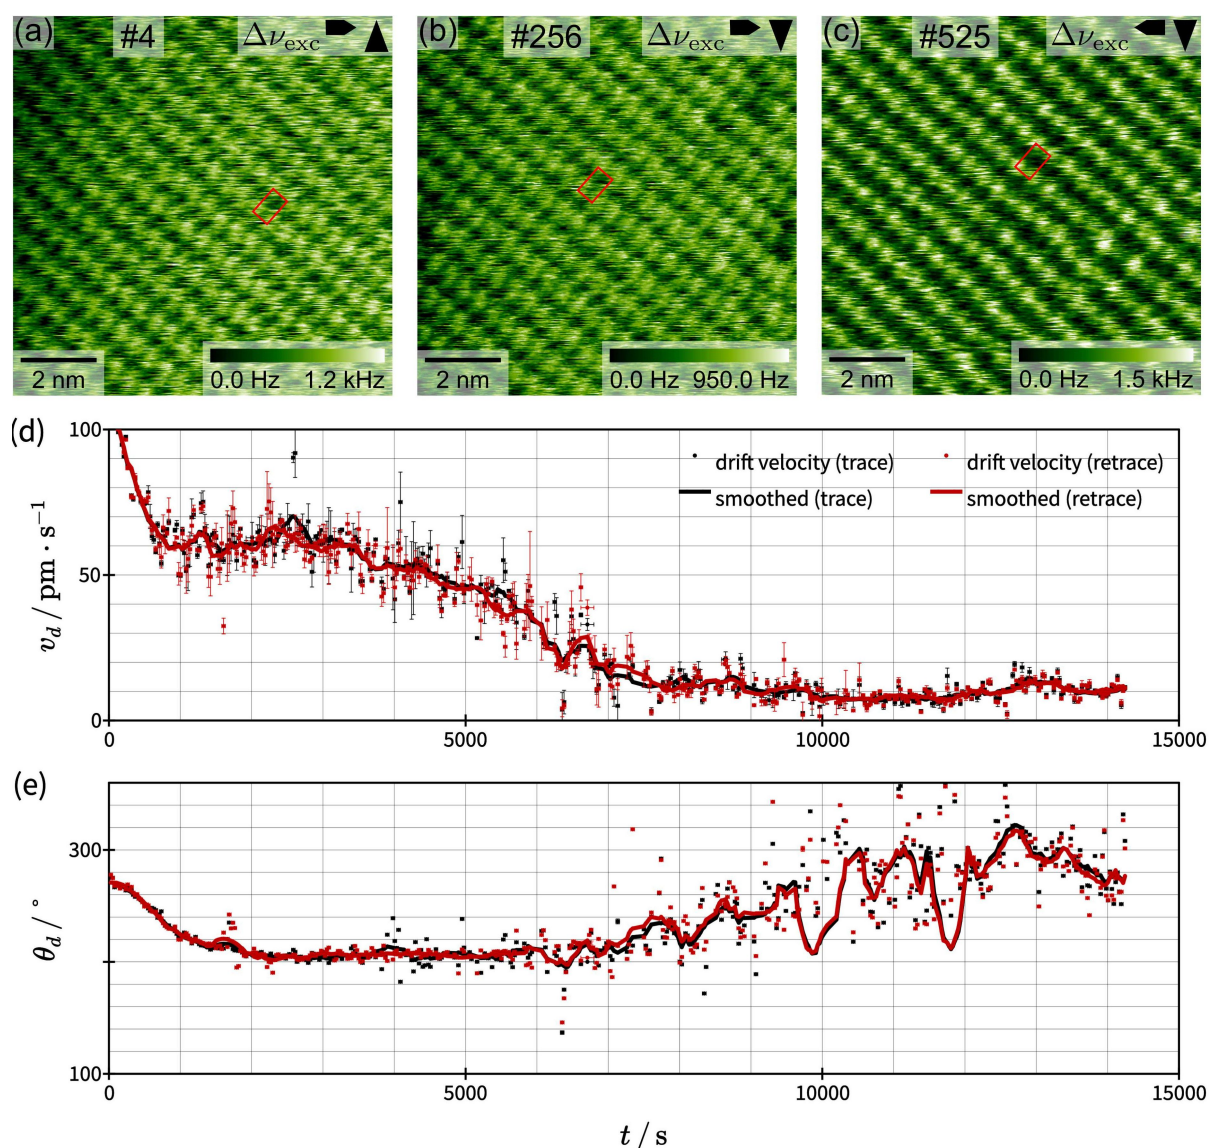 (a) #4 Δν_exc
2 nm 0.0 Hz 1.2 kHz
(b) #256 Δν_exc
2 nm 0.0 Hz 950.0 Hz
(c) #525 Δν_exc
2 nm 0.0 Hz 1.5 kHz
(d)
v_d / pm · s⁻¹
100
50
0
drift velocity (trace) drift velocity (retrace)
smoothed (trace) smoothed (retrace)
0 5000 10000 15000
(e)
θ_d / °
300
100
0 5000 10000 15000
t / s